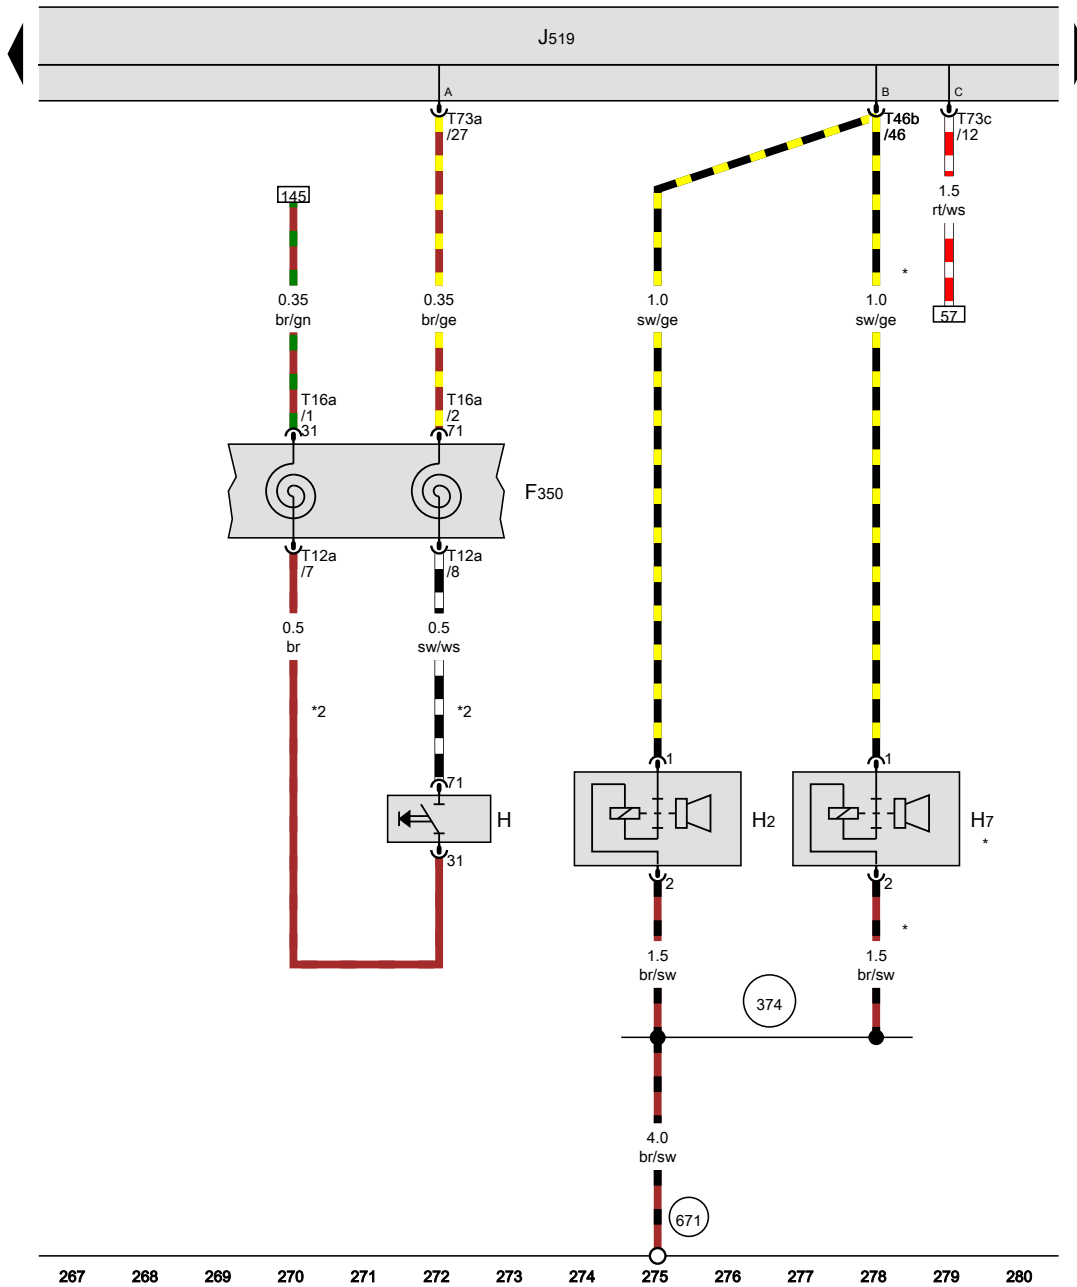 J519
A
B
C
T73a
/27
T46b
/46
T73c
/12
145
1.5
rt/ws
*
0.35
br/gn
0.35
br/ge
1.0
sw/ge
1.0
sw/ge
57
T16a
/1
31
T16a
/2
71
F350
T12a
/7
T12a
/8
0.5
br
0.5
sw/ws
*2
*2
1
1
71
H
H2
H7
*
31
2
2
*
1.5
br/sw
1.5
br/sw
374
4.0
br/sw
671
267 268 269 270 271 272 273 274 275 276 277 278 279 280